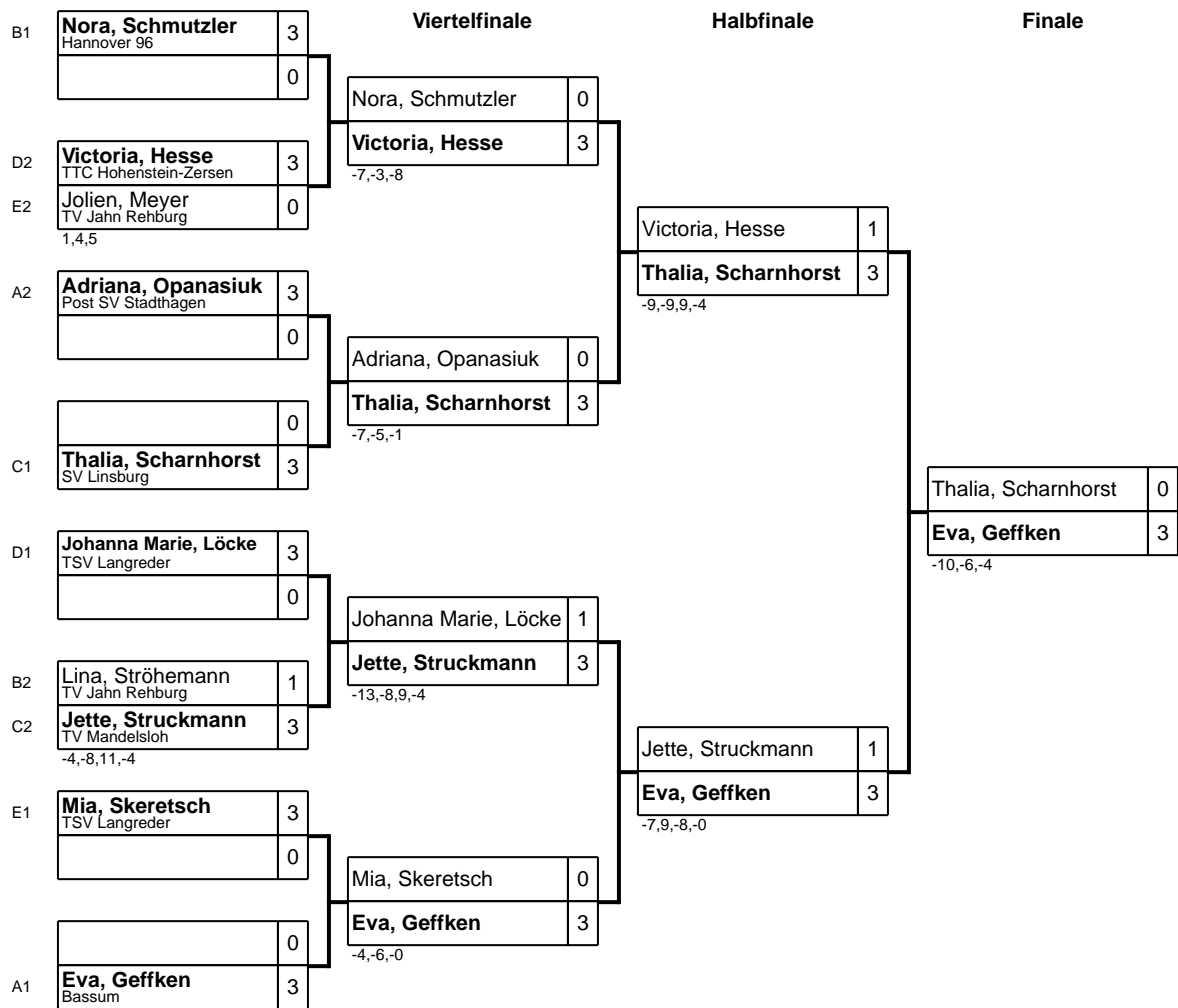 Viertelfinale
Halbfinale
Finale
B1
Nora, Schmutzler 3
Hannover 96
0
D2
Victoria, Hesse 3
TTC Hohenstein-Zersen
E2
Jolien, Meyer 0
TV Jahn Rehburg
1,4,5
A2
Adriana, Opanasiuk 3
Post SV Stadthagen
0
0
C1
Thalia, Scharnhorst 3
SV Linsburg
D1
Johanna Marie, Löcke 3
TSV Langreder
0
B2
Lina, Ströhemann 1
TV Jahn Rehburg
C2
Jette, Struckmann 3
TV Mandelsloh
-4,-8,11,-4
E1
Mia, Skeretsch 3
TSV Langreder
0
0
A1
Eva, Geffken 3
Bassum
Nora, Schmutzler 0
Victoria, Hesse 3
-7,-3,-8
Adriana, Opanasiuk 0
Thalia, Scharnhorst 3
-7,-5,-1
Johanna Marie, Löcke 1
Jette, Struckmann 3
-13,-8,9,-4
Mia, Skeretsch 0
Eva, Geffken 3
-4,-6,-0
Victoria, Hesse 1
Thalia, Scharnhorst 3
-9,-9,9,-4
Jette, Struckmann 1
Eva, Geffken 3
-7,9,-8,-0
Thalia, Scharnhorst 0
Eva, Geffken 3
-10,-6,-4